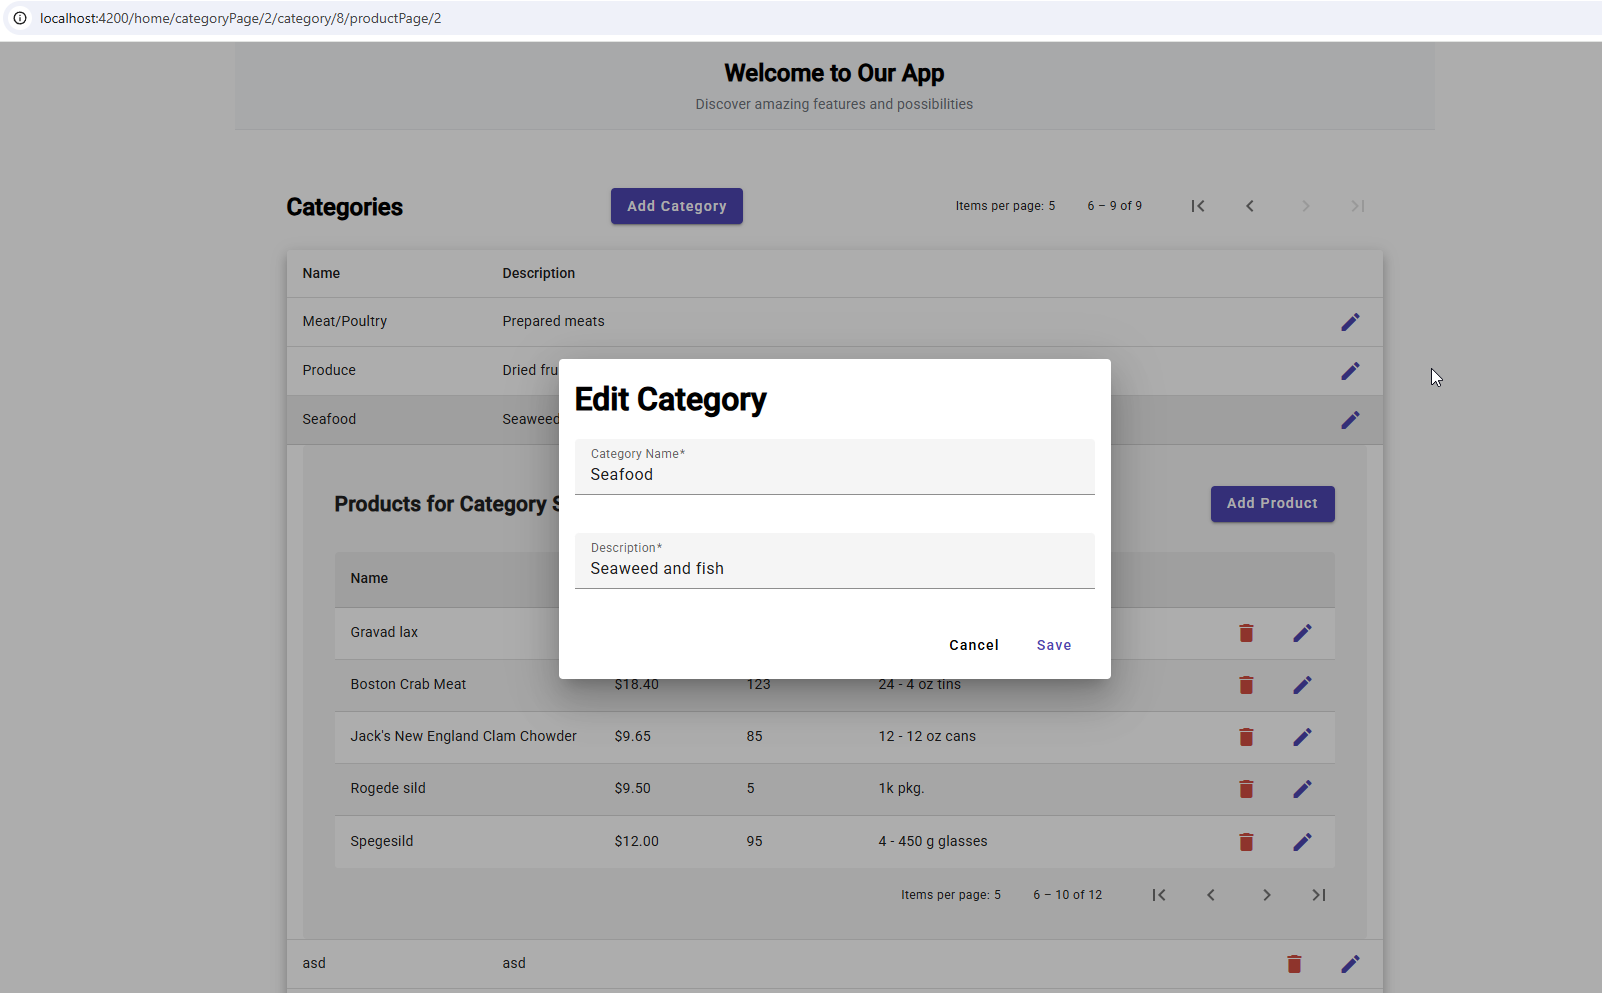 localhost:4200/home/categoryPage/2/category/8/productPage/2
Welcome to Our App
Discover amazing features and possibilities
Categories
Add Category
Items per page: 5
6 – 9 of 9
Name Description
Meat/Poultry Prepared meats
Produce Dried fru
Seafood Seaweed
Edit Category
Category Name*
Seafood
Description*
Seaweed and fish
Cancel Save
Products for Category S
Add Product
Name
Gravad lax
Boston Crab Meat $18.40 123 24 - 4 oz tins
Jack's New England Clam Chowder $9.65 85 12 - 12 oz cans
Rogede sild $9.50 5 1k pkg.
Spegesild $12.00 95 4 - 450 g glasses
Items per page: 5 6 – 10 of 12
asd asd